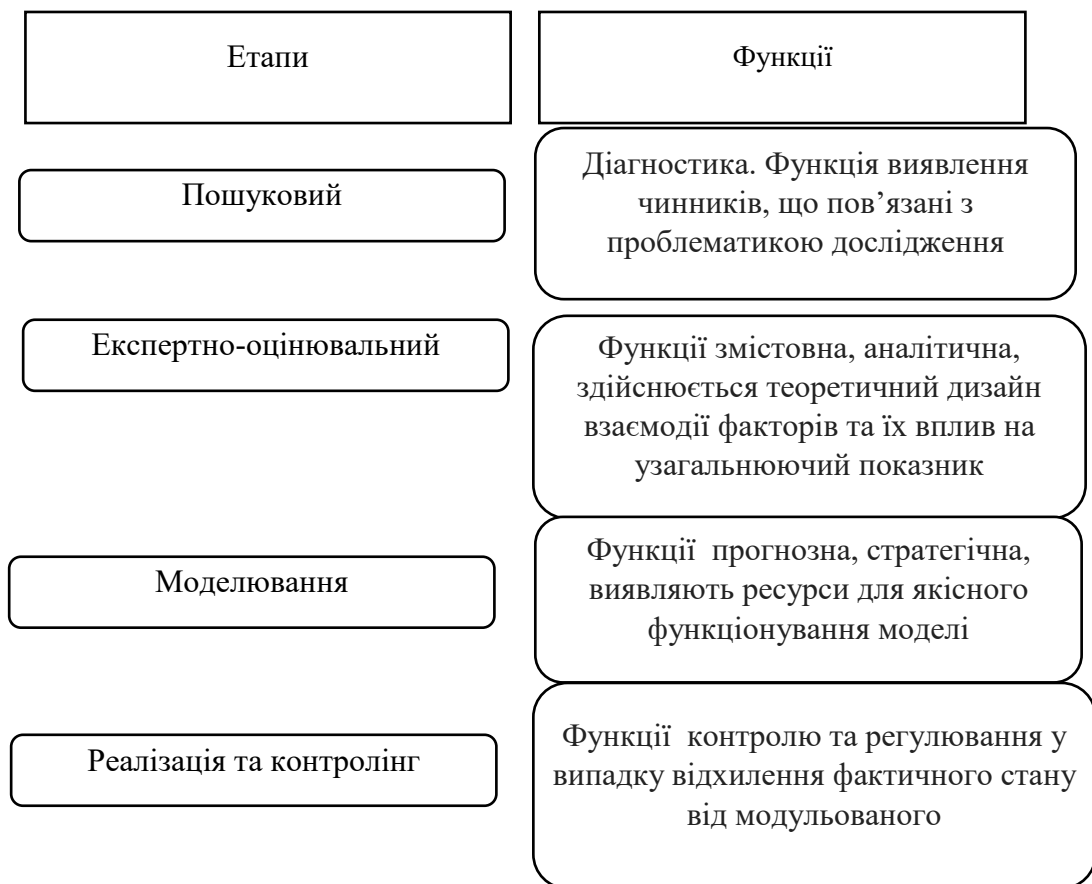 Етапи
Функції
Пошуковий
Діагностика. Функція виявлення
чинників, що пов’язані з
проблематикою дослідження
Експертно-оцінювальний
Функції змістовна, аналітична,
здійснюється теоретичний дизайн
взаємодії факторів та їх вплив на
узагальнюючий показник
Моделювання
Функції прогнозна, стратегічна,
виявляють ресурси для якісного
функціонування моделі
Реалізація та контролінг
Функції контролю та регулювання у
випадку відхилення фактичного стану
від модульованого